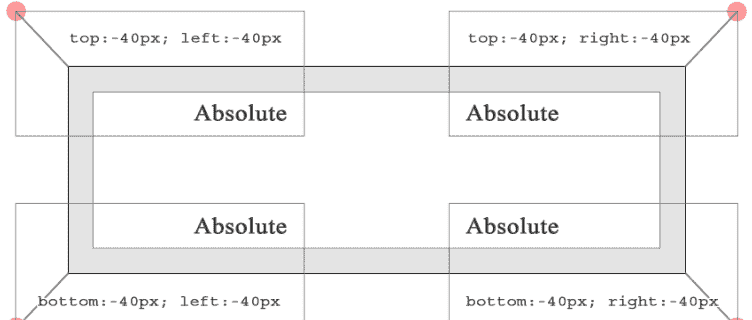 top:-40px; left:-40px
top:-40px; right:-40px
Absolute
Absolute
Absolute
Absolute
bottom:-40px; left:-40px
bottom:-40px; right:-40px